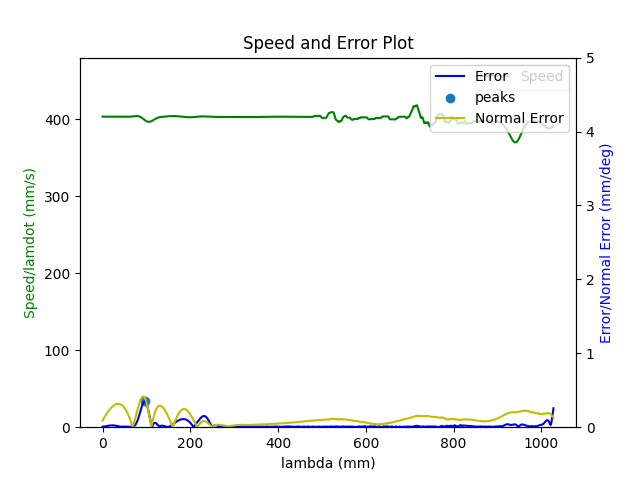 Speed and Error Plot
Speed/lamdot (mm/s)
400
300
200
100
0
Error
Speed
peaks
Normal Error
5
4
3
2
1
0
Error/Normal Error (mm/deg)
0 200 400 600 800 1000
lambda (mm)